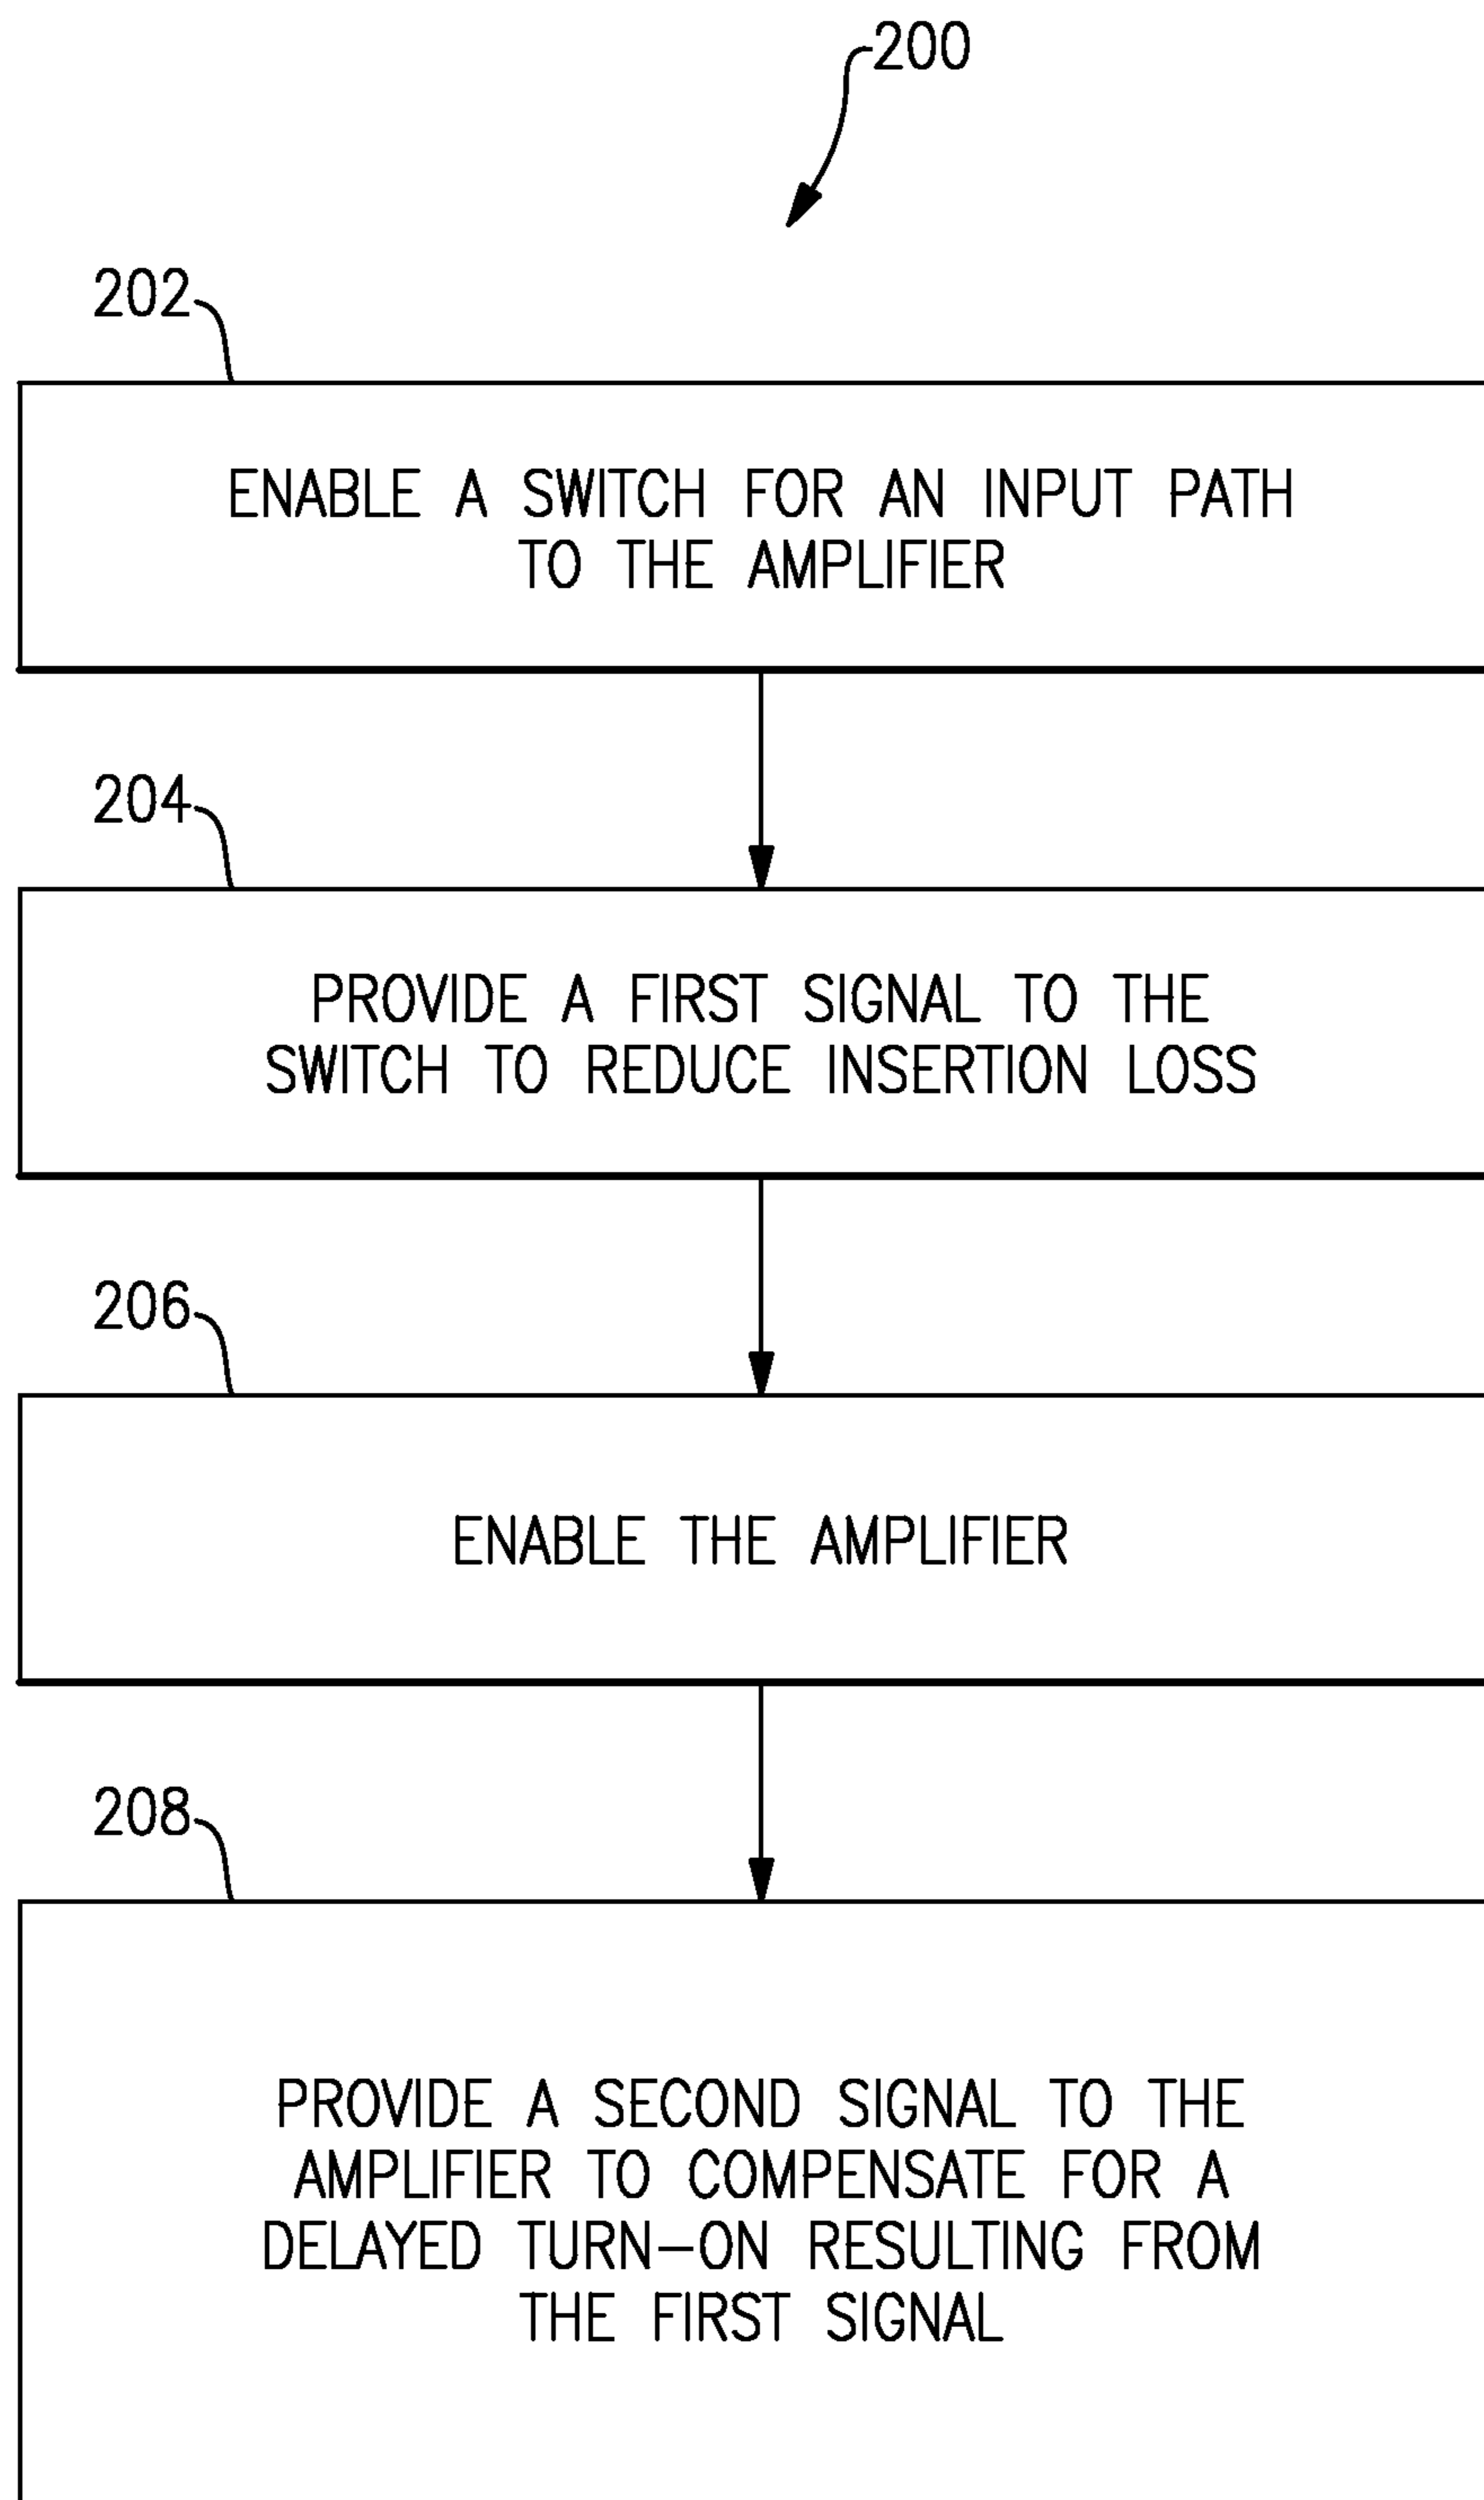 200
202
ENABLE A SWITCH FOR AN INPUT PATH
TO THE AMPLIFIER
204
PROVIDE A FIRST SIGNAL TO THE
SWITCH TO REDUCE INSERTION LOSS
206
ENABLE THE AMPLIFIER
208
PROVIDE A SECOND SIGNAL TO THE
AMPLIFIER TO COMPENSATE FOR A
DELAYED TURN-ON RESULTING FROM
THE FIRST SIGNAL